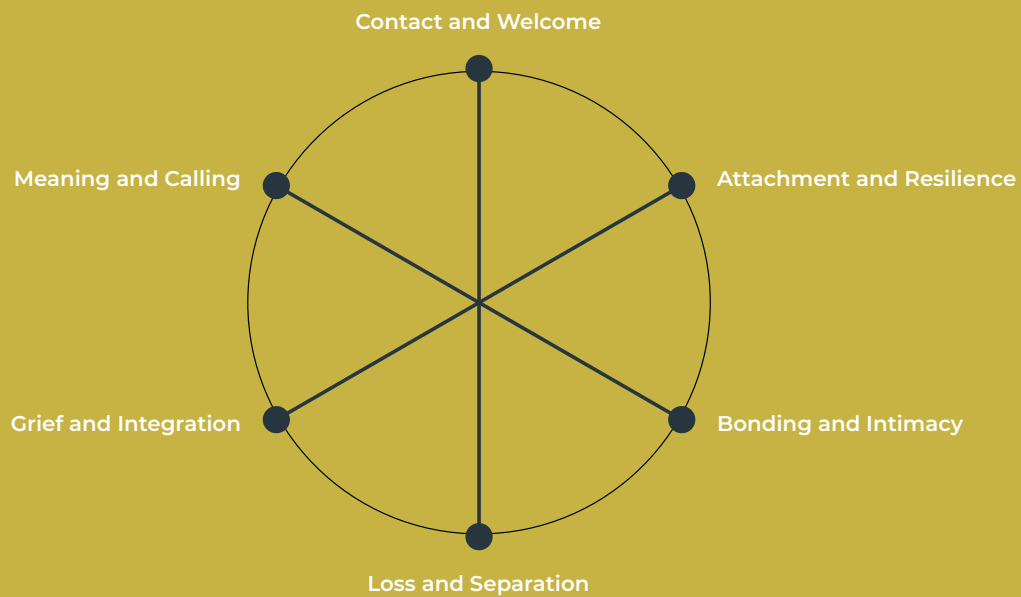 Contact and Welcome
Meaning and Calling
Attachment and Resilience
Grief and Integration
Bonding and Intimacy
Loss and Separation